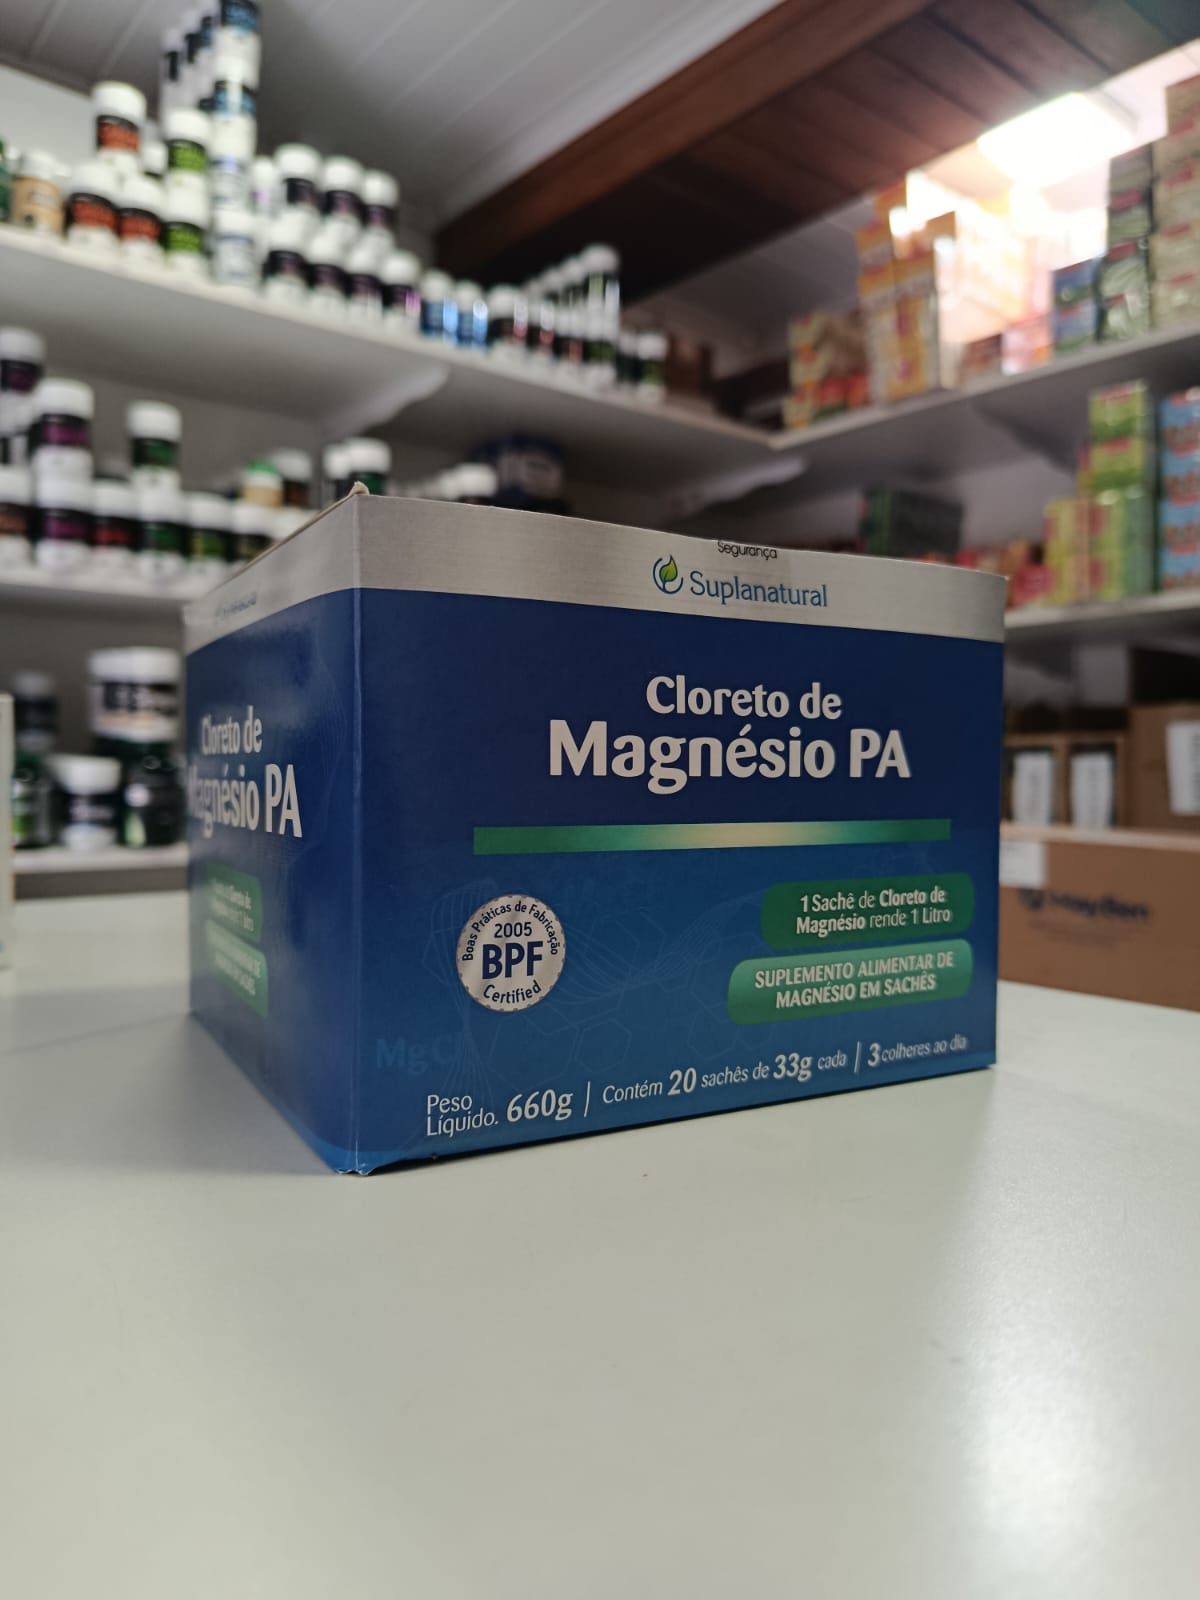 Segurança
Suplanatural
Cloreto de
Magnésio PA
1 Sachê de Cloreto de
Magnésio rende 1 Litro
SUPLEMENTO ALIMENTAR DE
MAGNÉSIO EM SACHÊS
Boas Práticas de Fabricação
2005
BPF
Certified
MgCl
Peso
Líquido. 660g | Contém 20 sachês de 33g cada | 3 colheres ao dia
Cloreto de
Magnésio PA